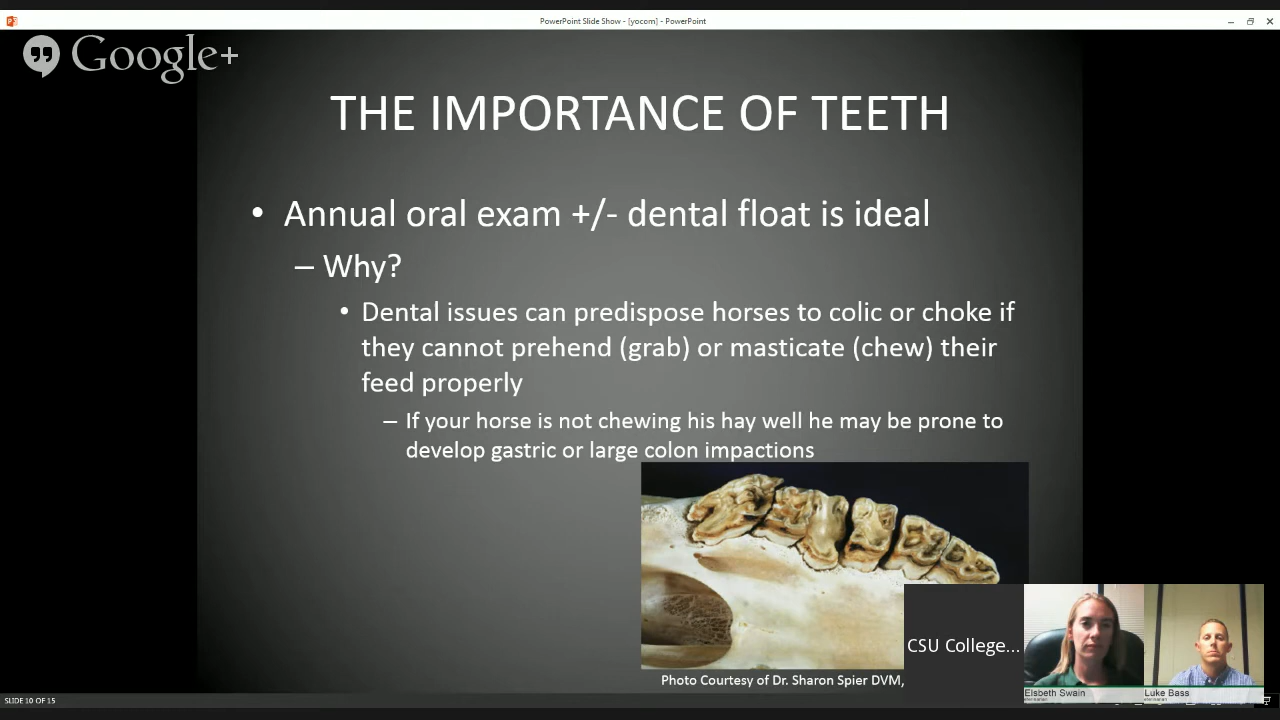 PowerPoint Slide Show - [yocom] - PowerPoint
Google+
THE IMPORTANCE OF TEETH
• Annual oral exam +/- dental float is ideal
– Why?
• Dental issues can predispose horses to colic or choke if
they cannot prehend (grab) or masticate (chew) their
feed properly
– If your horse is not chewing his hay well he may be prone to
develop gastric or large colon impactions
CSU College...
Photo Courtesy of Dr. Sharon Spier DVM,
Elsbeth Swain
Luke Bass
SLIDE 10 OF 15